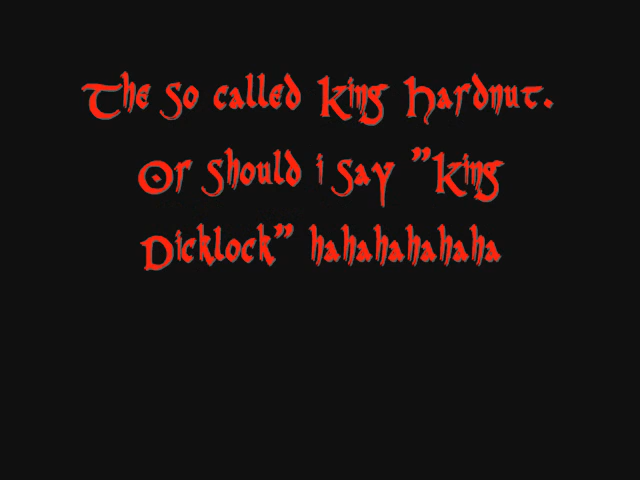 The so called King Hardnut.
Or should i say "King
Dicklock" hahahahahaha